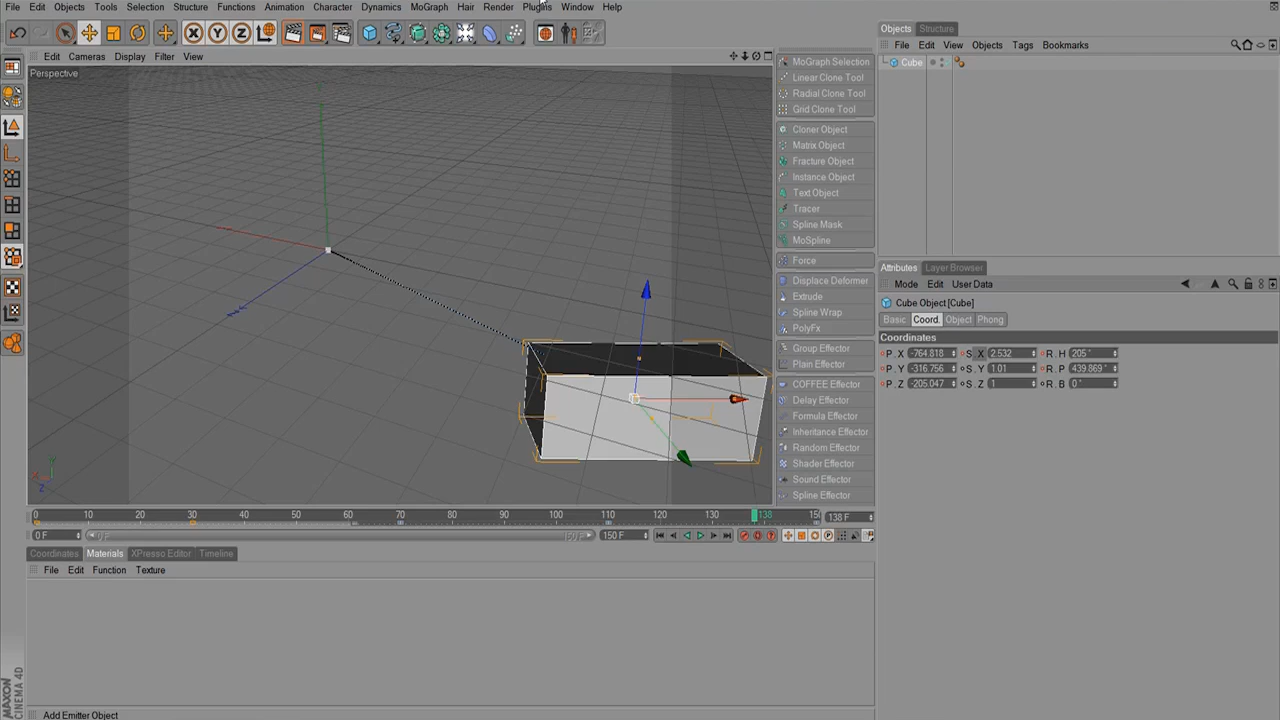 File Edit Objects Tools Selection Structure Functions Animation Character Dynamics MoGraph Hair Render Plugins Window Help
Objects Structure
File Edit View Objects Tags Bookmarks
Edit Cameras Display Filter View
Perspective
Cube
MoGraph Selection
Linear Clone Tool
Radial Clone Tool
Grid Clone Tool
Cloner Object
Matrix Object
Fracture Object
Instance Object
Text Object
Tracer
Spline Mask
MoSpline
Force
Displace Deformer
Extrude
Spline Wrap
PolyFx
Group Effector
Plain Effector
COFFEE Effector
Delay Effector
Formula Effector
Inheritance Effector
Random Effector
Shader Effector
Sound Effector
Spline Effector
Attributes Layer Browser
Mode Edit User Data
Cube Object [Cube]
Basic Coord. Object Phong
Coordinates
P . X -764.818 S . X 2.532 R . H 205 °
P . Y -316.756 S . Y 1.01 R . P 439.869 °
P . Z -205.047 S . Z 1 R . B 0 °
X Y Z
X Y Z
0 10 20 30 40 50 60 70 80 90 100 110 120 130 138 15 138 F
0 F 0 F 150 F 150 F
Coordinates Materials XPresso Editor Timeline
File Edit Function Texture
MAXON CINEMA 4D
Add Emitter Object